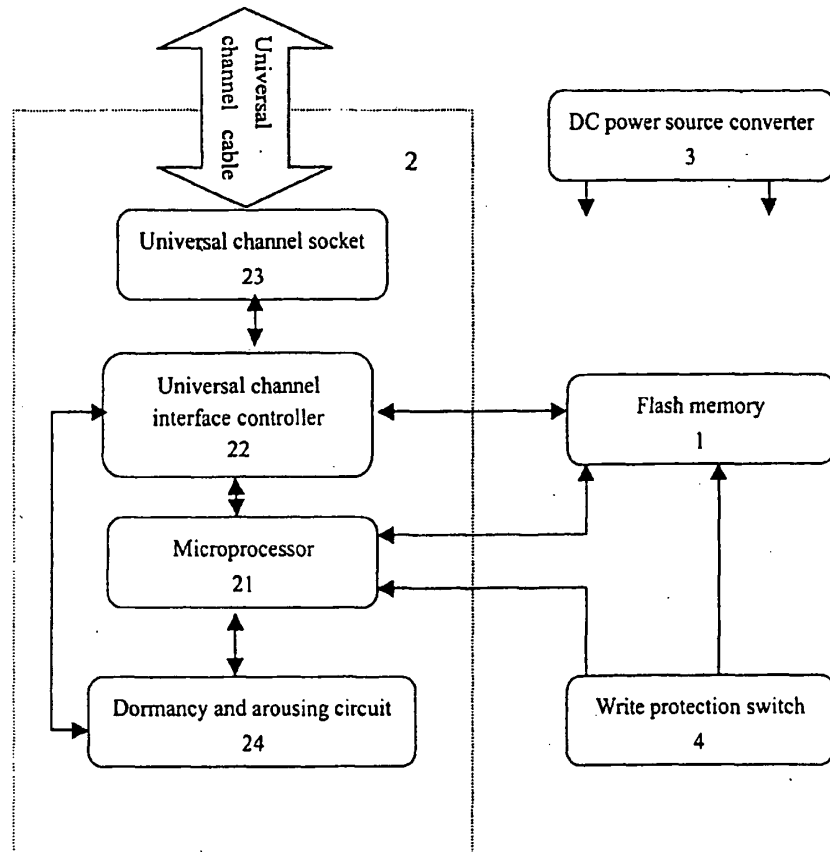 Universal
channel cable
2
DC power source converter
3
Universal channel socket
23
Universal channel
interface controller
22
Flash memory
1
Microprocessor
21
Dormancy and arousing circuit
24
Write protection switch
4